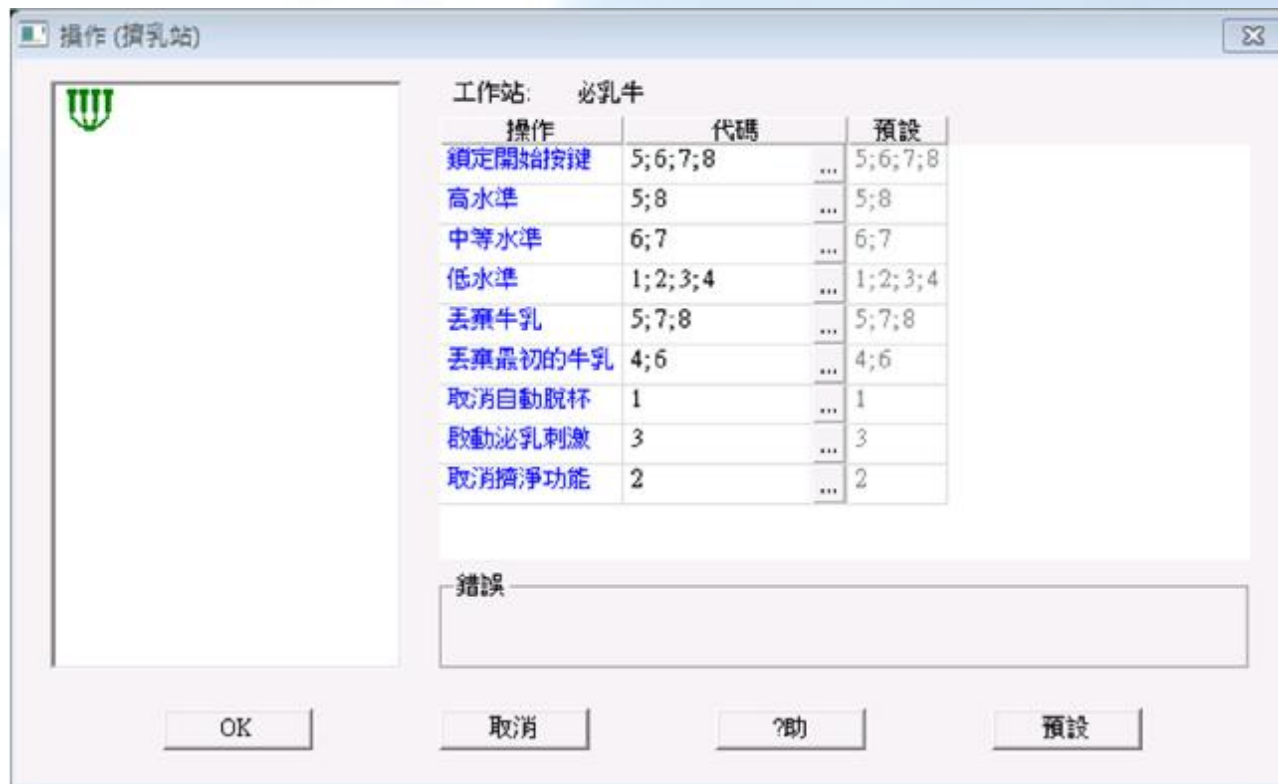 操作 (擠乳站)
工作站: 必乳牛
操作 代碼 預設
鎖定開始按鍵 5;6;7;8 ... 5;6;7;8
高水準 5;8 ... 5;8
中等水準 6;7 ... 6;7
低水準 1;2;3;4 ... 1;2;3;4
丟棄牛乳 5;7;8 ... 5;7;8
丟棄最初的牛乳 4;6 ... 4;6
取消自動脫杯 1 ... 1
啟動泌乳刺激 3 ... 3
取消擠淨功能 2 ... 2
錯誤
OK 取消 ?助 預設